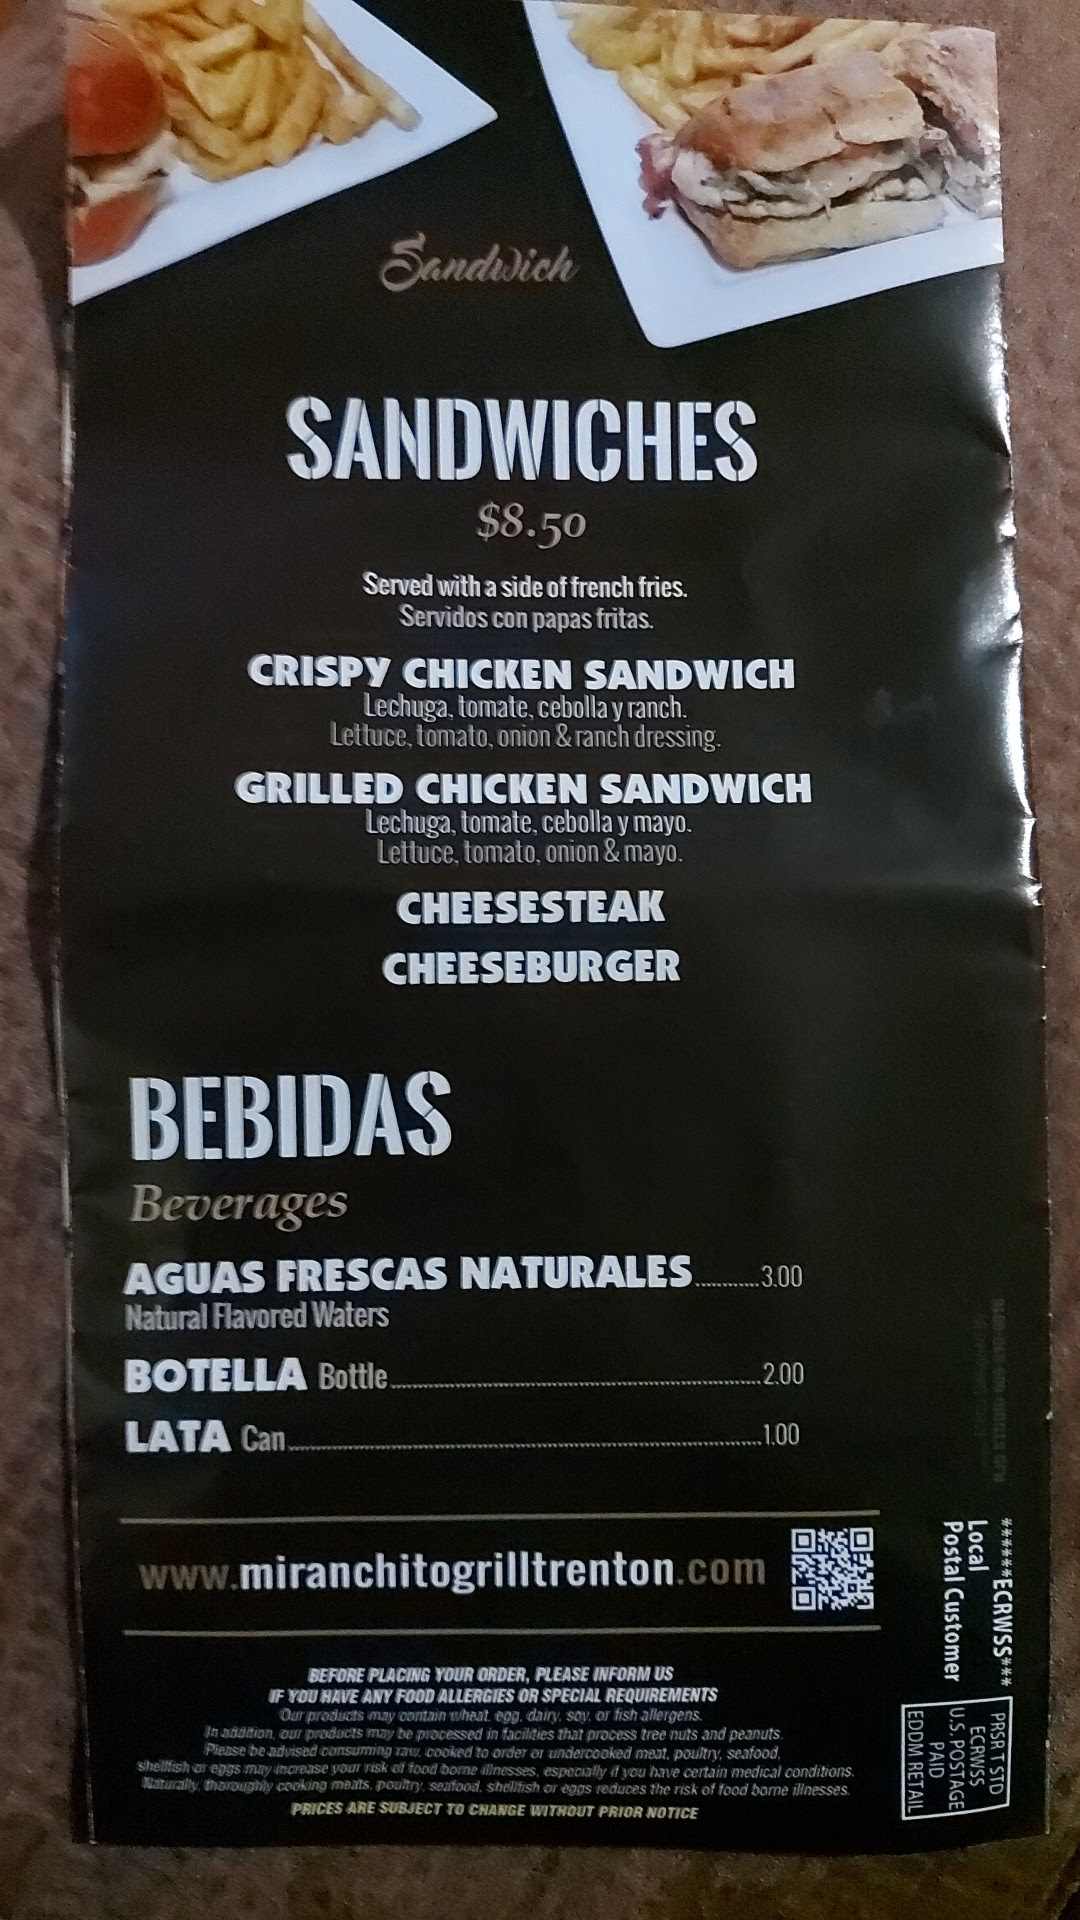 Sandwich
SANDWICHES
$8.50
Served with a side of french fries.
Servidos con papas fritas.
CRISPY CHICKEN SANDWICH
Lechuga, tomate, cebolla y ranch.
Lettuce, tomato, onion & ranch dressing.
GRILLED CHICKEN SANDWICH
Lechuga, tomate, cebolla y mayo.
Lettuce, tomato, onion & mayo.
CHEESESTEAK
CHEESEBURGER
BEBIDAS
Beverages
AGUAS FRESCAS NATURALES............3.00
Natural Flavored Waters
BOTELLA Bottle............2.00
LATA Can............1.00
www.miranchitogrilltrenton.com
BEFORE PLACING YOUR ORDER, PLEASE INFORM US
IF YOU HAVE ANY FOOD ALLERGIES OR SPECIAL REQUIREMENTS
Our products may contain wheat, egg, dairy, soy, or fish allergens.
In addition, our products may be processed in facilities that process tree nuts and peanuts.
Please be advised consuming raw, cooked to order or undercooked meat, poultry, seafood,
shellfish or eggs may increase your risk of food borne illnesses, especially if you have certain medical conditions.
Naturally, thoroughly cooking meats, poultry, seafood, shellfish or eggs reduces the risk of food borne illnesses.
PRICES ARE SUBJECT TO CHANGE WITHOUT PRIOR NOTICE
******ECRWSS***
Local
Postal Customer
PRSRT STD
ECRWSS
U.S. POSTAGE
PAID
EDDM RETAIL